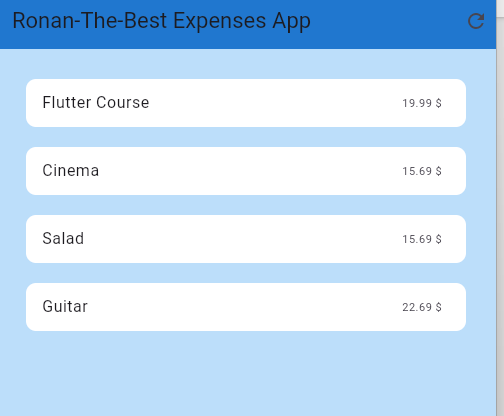 Ronan-The-Best Expenses App
Flutter Course 19.99 $
Cinema 15.69 $
Salad 15.69 $
Guitar 22.69 $